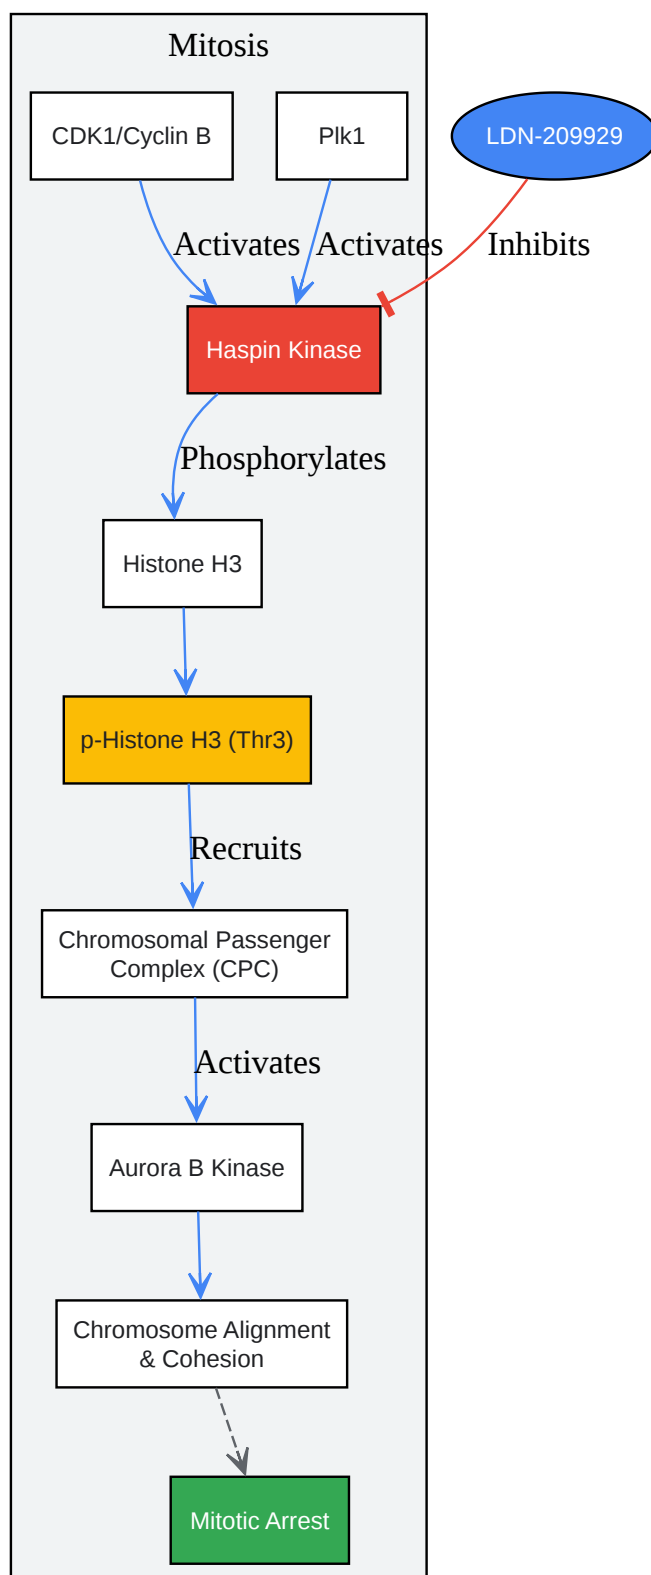 Mitosis
CDK1/Cyclin B
Plk1
LDN-209929
Activates
Activates
Inhibits
Haspin Kinase
Phosphorylates
Histone H3
p-Histone H3 (Thr3)
Recruits
Chromosomal Passenger
Complex (CPC)
Activates
Aurora B Kinase
Chromosome Alignment
& Cohesion
Mitotic Arrest